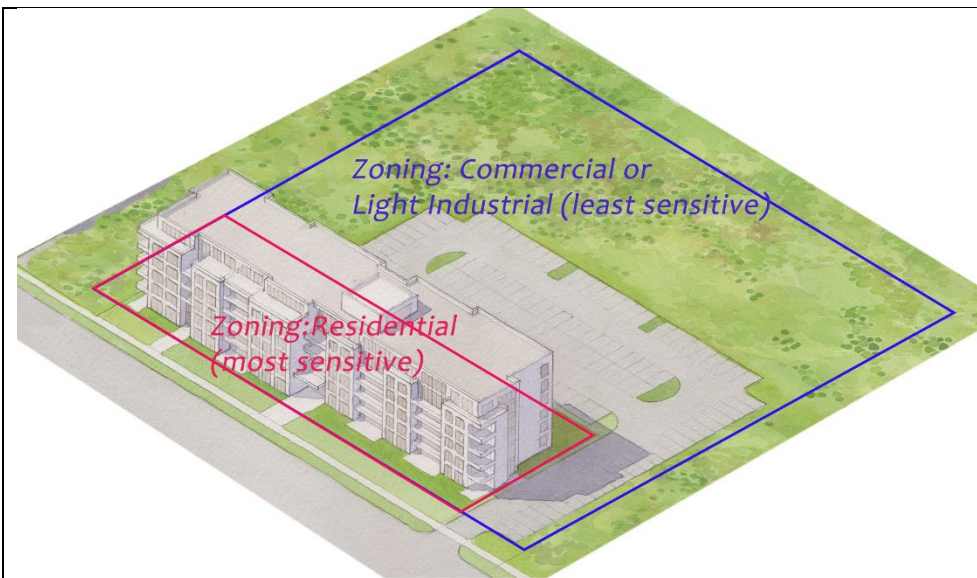 Zoning: Commercial or
Light Industrial (least sensitive)
Zoning:Residential
(most sensitive)